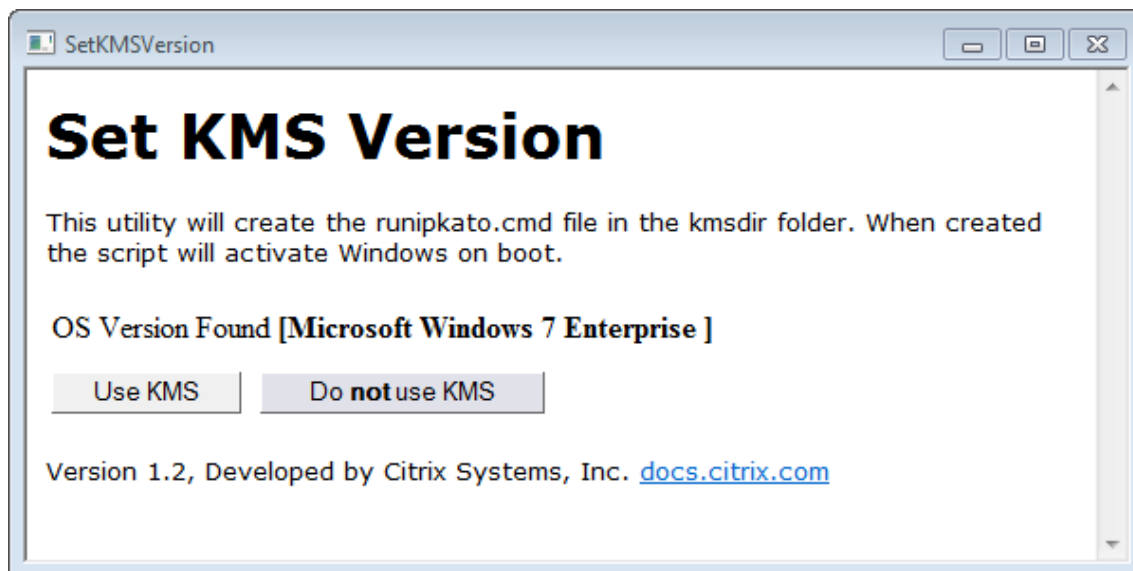 SetKMSVersion
Set KMS Version
This utility will create the runipkato.cmd file in the kmsdir folder. When created
the script will activate Windows on boot.
OS Version Found [Microsoft Windows 7 Enterprise ]
Use KMS Do not use KMS
Version 1.2, Developed by Citrix Systems, Inc. docs.citrix.com